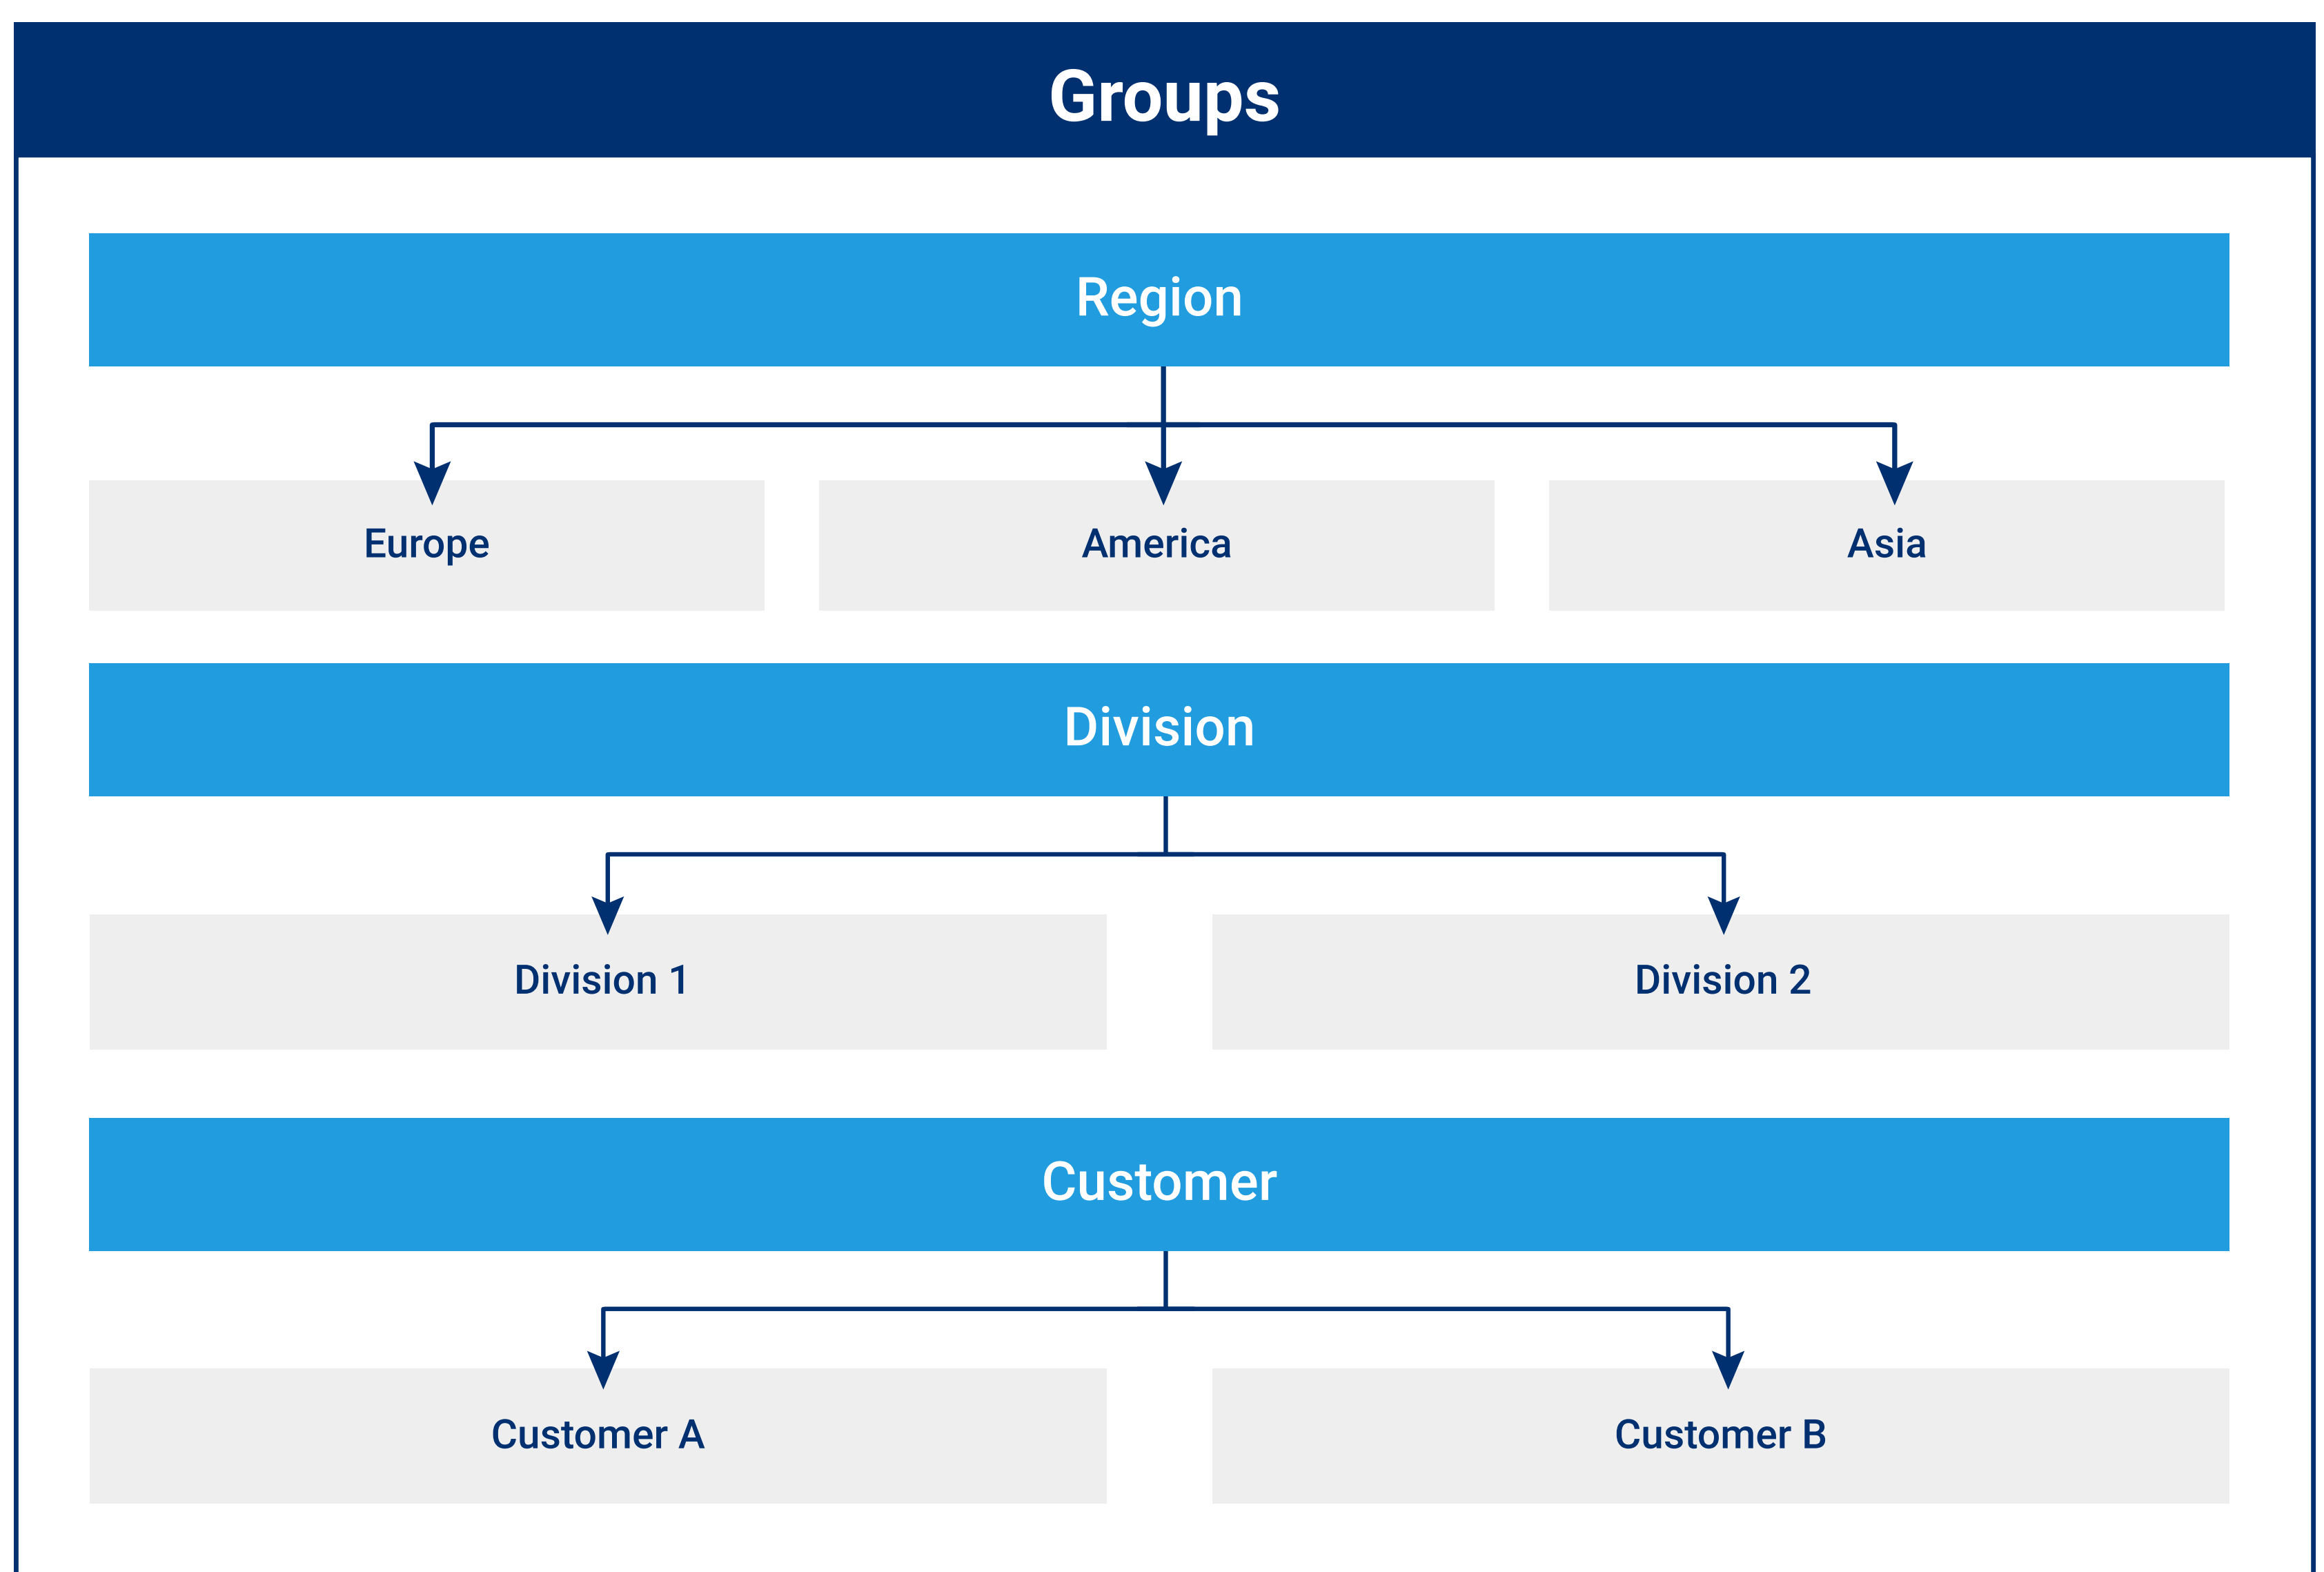 Groups
Region
Europe
America
Asia
Division
Division 1
Division 2
Customer
Customer A
Customer B